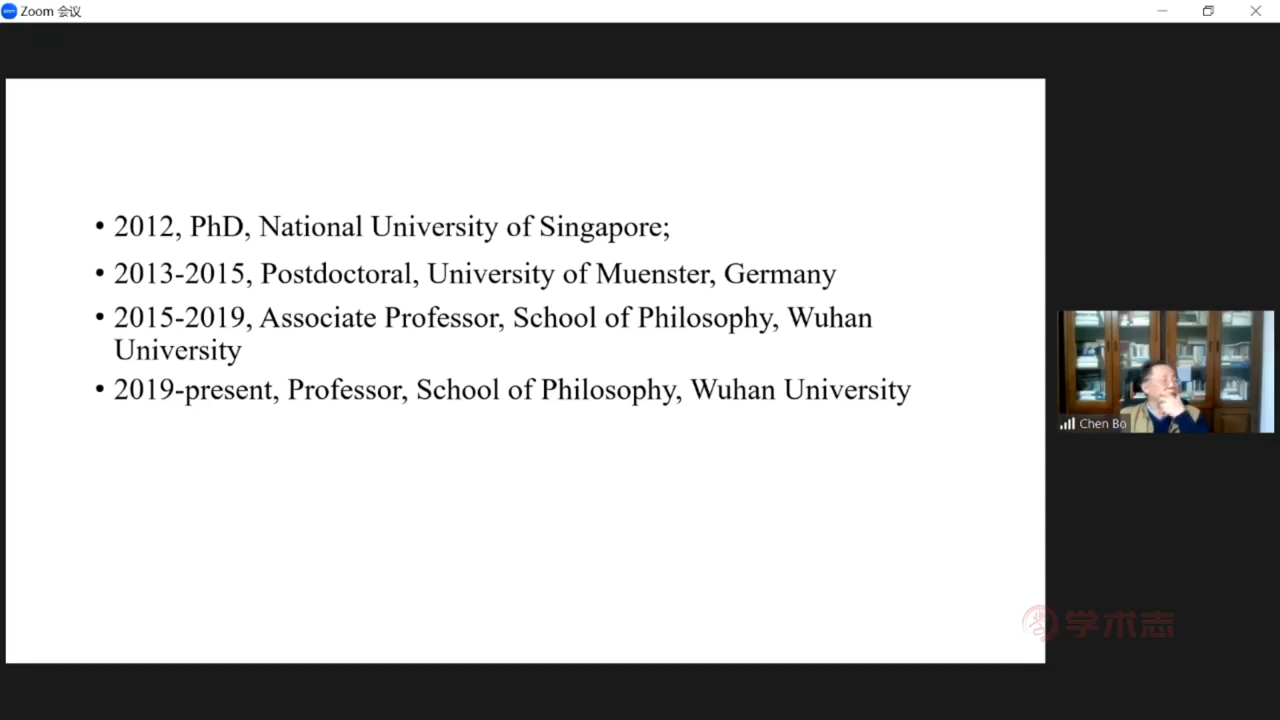 Zoom 会议
• 2012, PhD, National University of Singapore;
• 2013-2015, Postdoctoral, University of Muenster, Germany
• 2015-2019, Associate Professor, School of Philosophy, Wuhan
University
• 2019-present, Professor, School of Philosophy, Wuhan University
Chen Bo
学术志